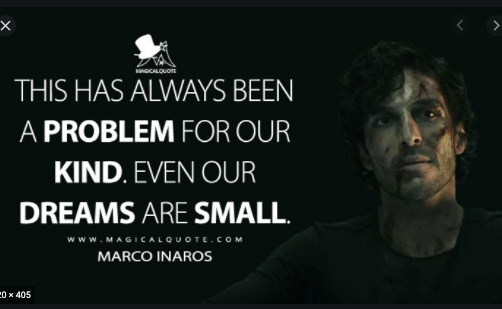 MAGICALQUOTE
THIS HAS ALWAYS BEEN
A PROBLEM FOR OUR
KIND. EVEN OUR
DREAMS ARE SMALL.
WWW.MAGICALQUOTE.COM
MARCO INAROS
20 × 405